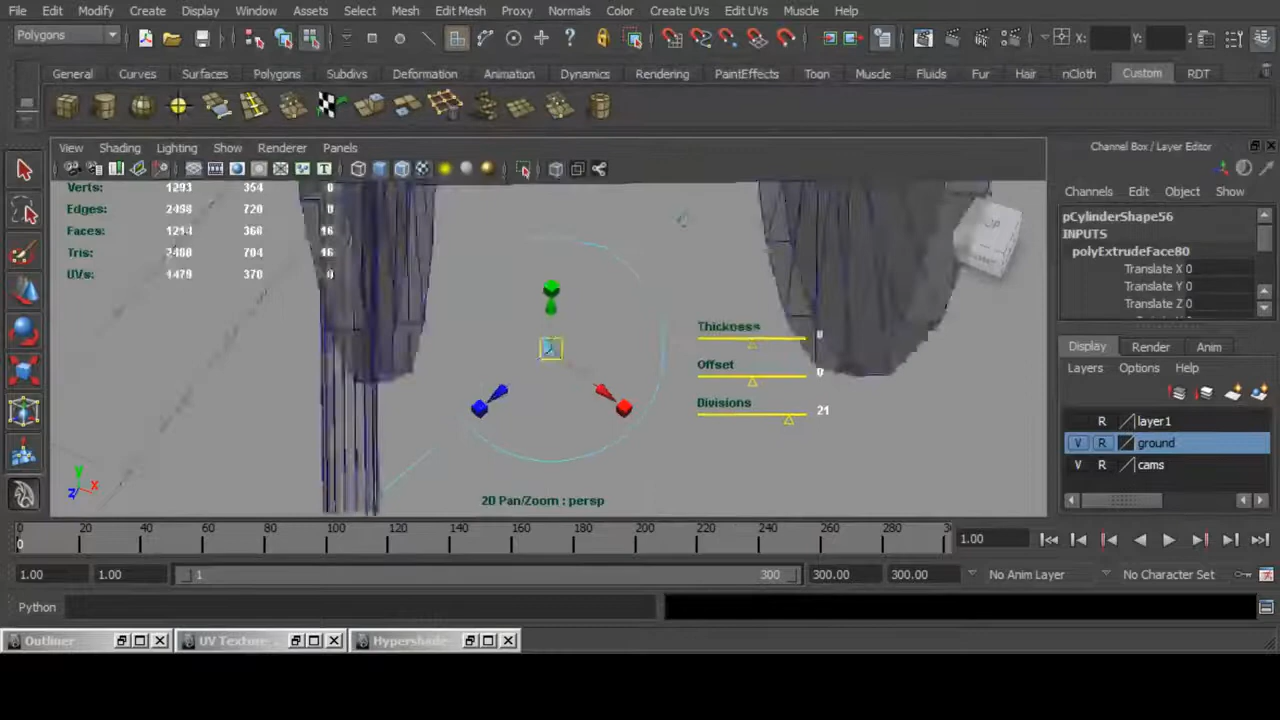 File Edit Modify Create Display Window Assets Select Mesh Edit Mesh Proxy Normals Color Create UVs Edit UVs Muscle Help
Polygons X: Y:
General Curves Surfaces Polygons Subdivs Deformation Animation Dynamics Rendering PaintEffects Toon Muscle Fluids Fur Hair nCloth Custom RDT
Channel Box / Layer Editor
View Shading Lighting Show Renderer Panels
Channels Edit Object Show
Verts: 1293 354 0
Edges: 2498 720 0
Faces: 1214 360 16
Tris: 2400 704 16
UVs: 1479 370 0
pCylinderShape56
INPUTS
polyExtrudeFace80
Translate X 0
Translate Y 0
Translate Z 0
Thickness 0
Offset 0
Divisions 21
Display Render Anim
Layers Options Help
R layer1
V R ground
V cams
2D Pan/Zoom : persp
y
z x
0 20 40 60 80 100 120 140 160 180 200 220 240 260 280
0
1.00
1.00 1.00 1 300 300.00 300.00 No Anim Layer No Character Set
Python
Outliner UV Texture Hypershade